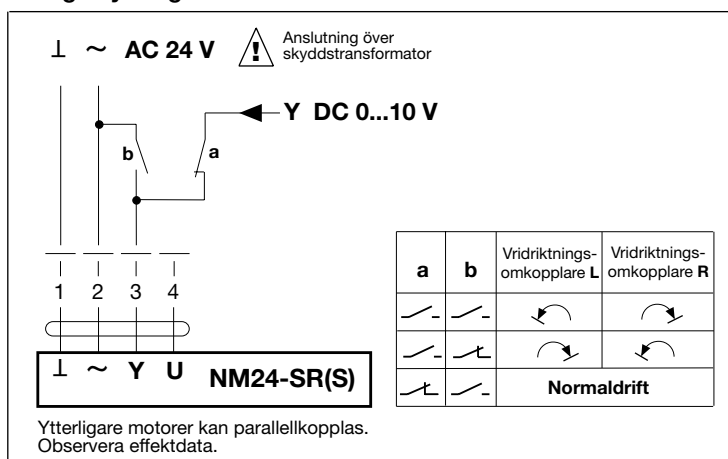 ⊥ ~ AC 24 V
Anslutning över
skyddstransformator
Y DC 0...10 V
b
a
1 2 3 4
⊥ ~ Y U NM24-SR(S)
Ytterligare motorer kan parallellkopplas.
Observera effektdata.
a b Vridriktnings-omkopplare L Vridriktnings-omkopplare R
Normaldrift